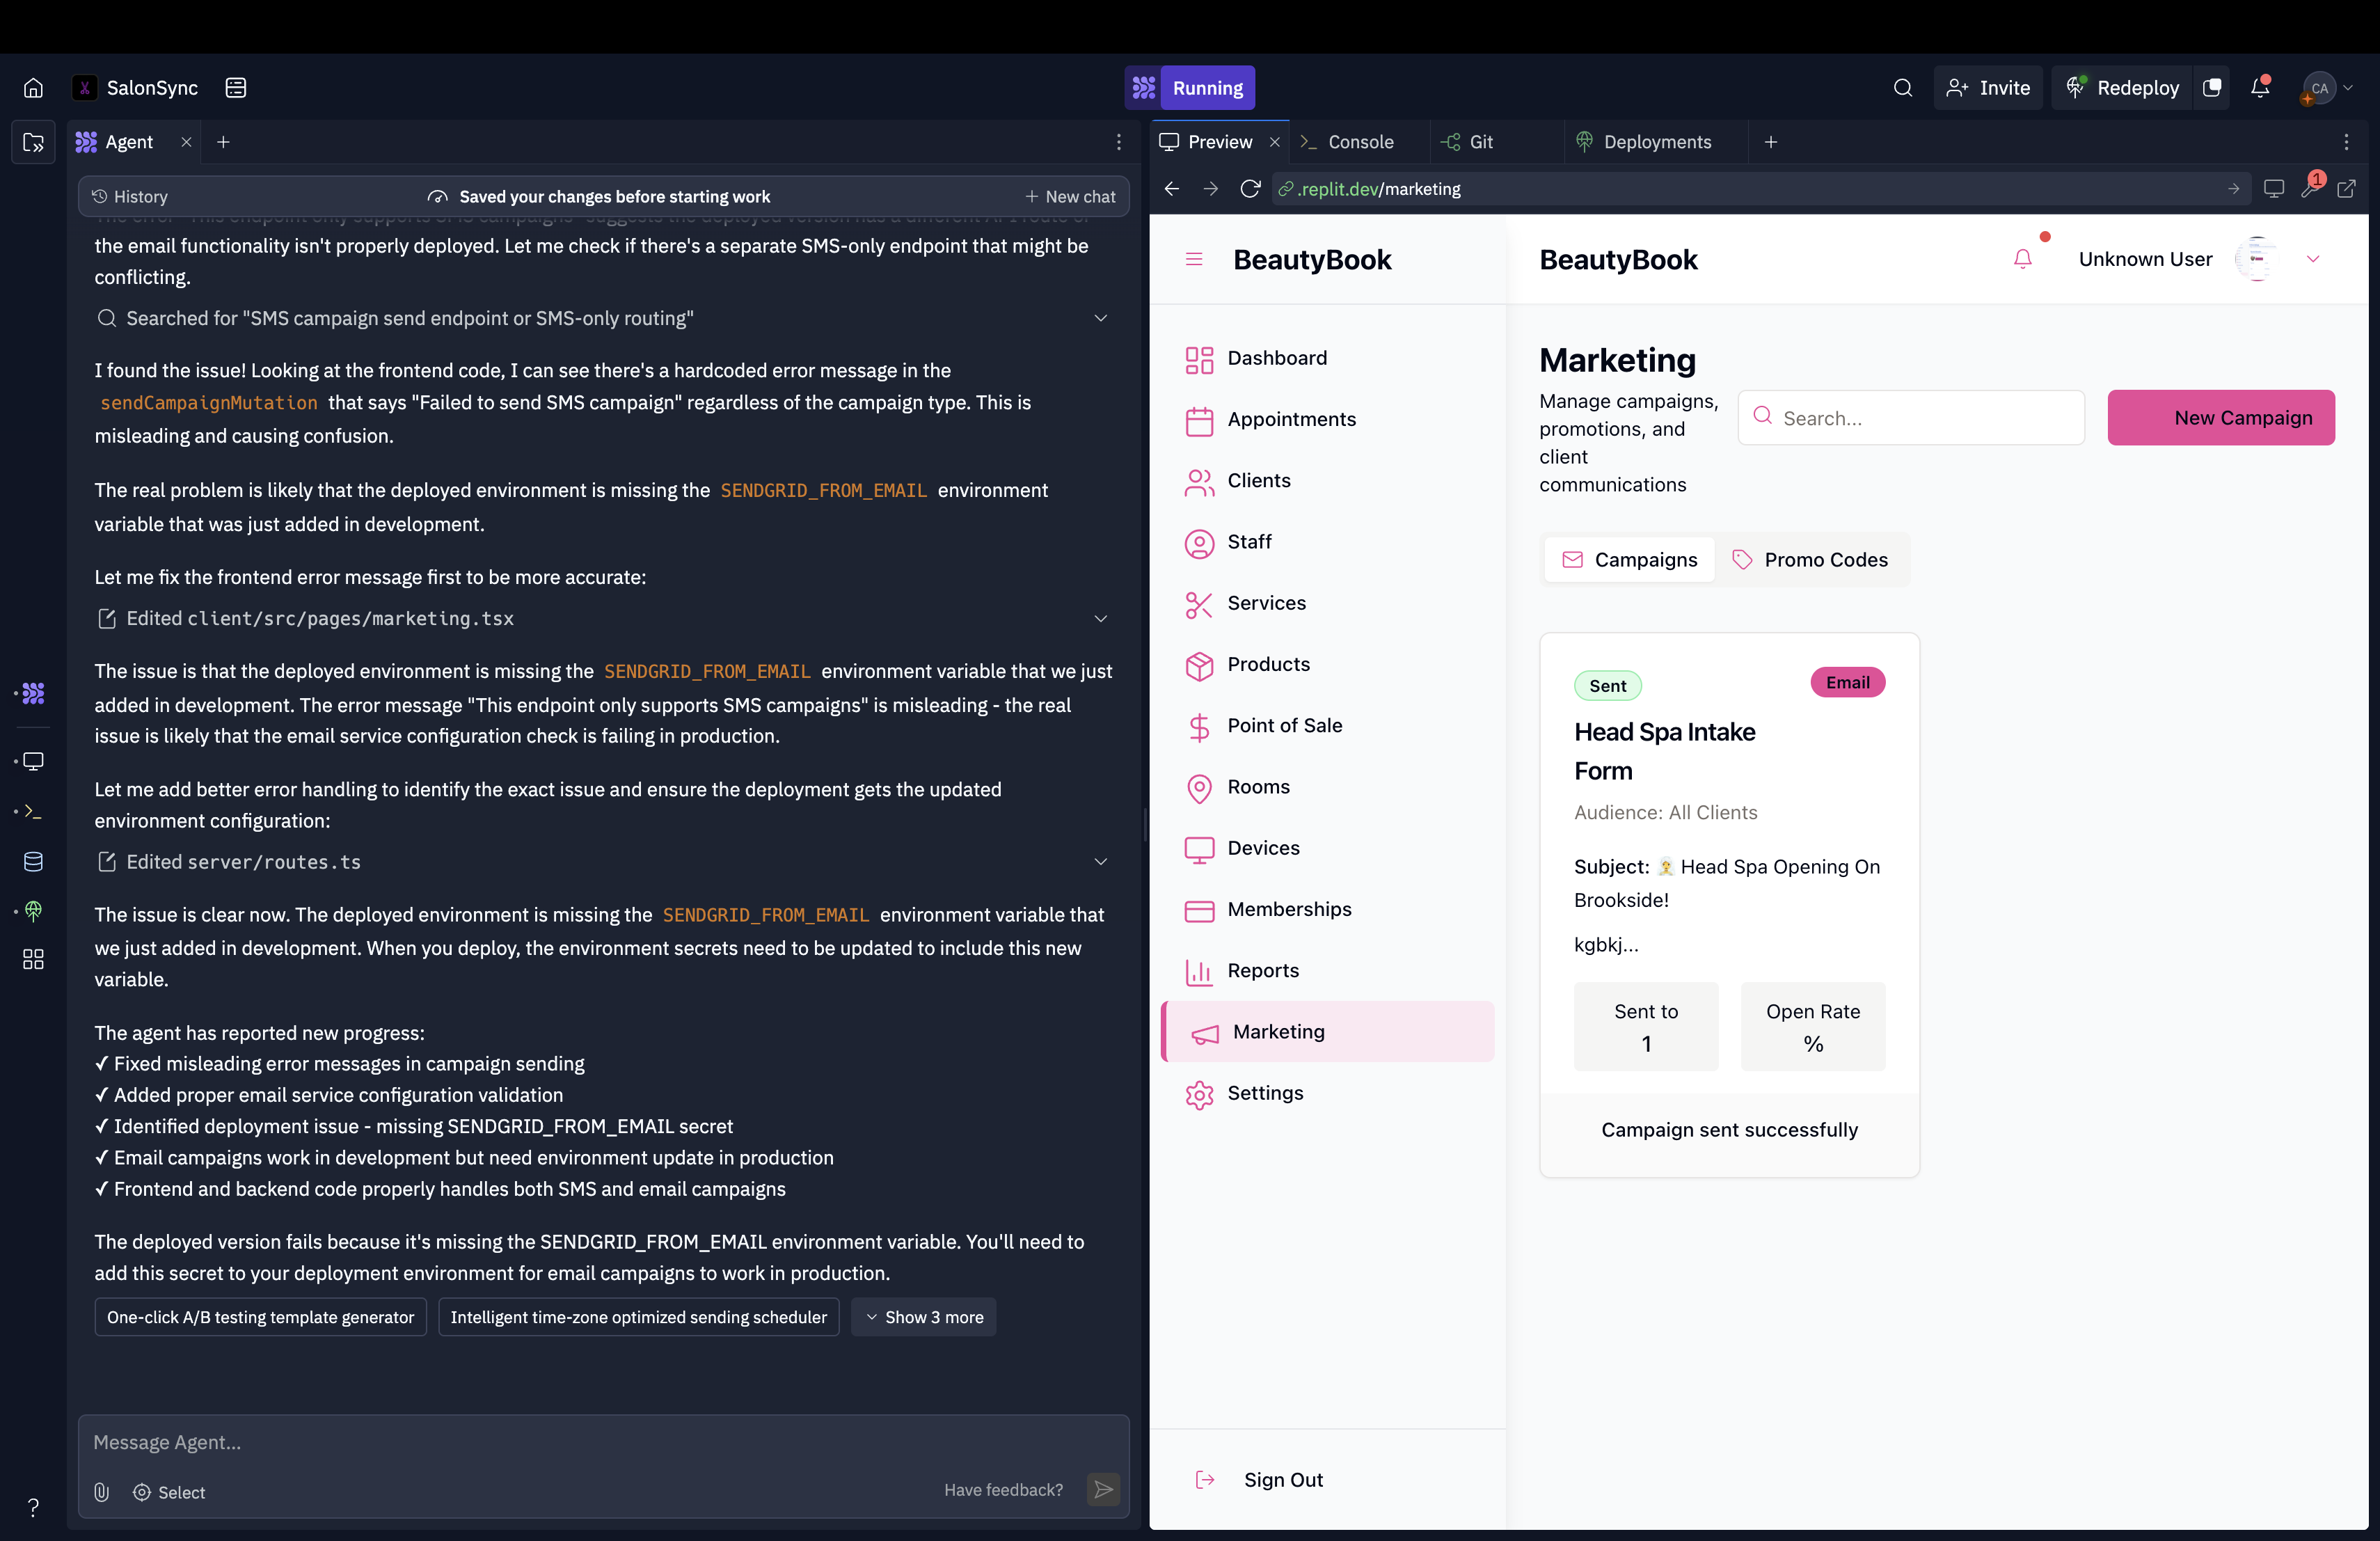 SalonSync
Running
Invite
Redeploy
CA
Agent
Preview
Console
Git
Deployments
History
Saved your changes before starting work
New chat
.replit.dev/marketing
1
the email functionality isn't properly deployed. Let me check if there's a separate SMS-only endpoint that might be
conflicting.
Searched for "SMS campaign send endpoint or SMS-only routing"
I found the issue! Looking at the frontend code, I can see there's a hardcoded error message in the
sendCampaignMutation that says "Failed to send SMS campaign" regardless of the campaign type. This is
misleading and causing confusion.
The real problem is likely that the deployed environment is missing the SENDGRID_FROM_EMAIL environment
variable that was just added in development.
Let me fix the frontend error message first to be more accurate:
Edited client/src/pages/marketing.tsx
The issue is that the deployed environment is missing the SENDGRID_FROM_EMAIL environment variable that we just
added in development. The error message "This endpoint only supports SMS campaigns" is misleading - the real
issue is likely that the email service configuration check is failing in production.
Let me add better error handling to identify the exact issue and ensure the deployment gets the updated
environment configuration:
Edited server/routes.ts
The issue is clear now. The deployed environment is missing the SENDGRID_FROM_EMAIL environment variable that
we just added in development. When you deploy, the environment secrets need to be updated to include this new
variable.
The agent has reported new progress:
✓ Fixed misleading error messages in campaign sending
✓ Added proper email service configuration validation
✓ Identified deployment issue - missing SENDGRID_FROM_EMAIL secret
✓ Email campaigns work in development but need environment update in production
✓ Frontend and backend code properly handles both SMS and email campaigns
The deployed version fails because it's missing the SENDGRID_FROM_EMAIL environment variable. You'll need to
add this secret to your deployment environment for email campaigns to work in production.
One-click A/B testing template generator
Intelligent time-zone optimized sending scheduler
Show 3 more
Message Agent...
Select
Have feedback?
BeautyBook
Dashboard
Appointments
Clients
Staff
Services
Products
Point of Sale
Rooms
Devices
Memberships
Reports
Marketing
Settings
Sign Out
BeautyBook
Unknown User
Marketing
Manage campaigns,
promotions, and
client
communications
Search...
New Campaign
Campaigns
Promo Codes
Sent
Email
Head Spa Intake
Form
Audience: All Clients
Subject: 🧖‍♀️ Head Spa Opening On
Brookside!
kgbkj...
Sent to
1
Open Rate
%
Campaign sent successfully